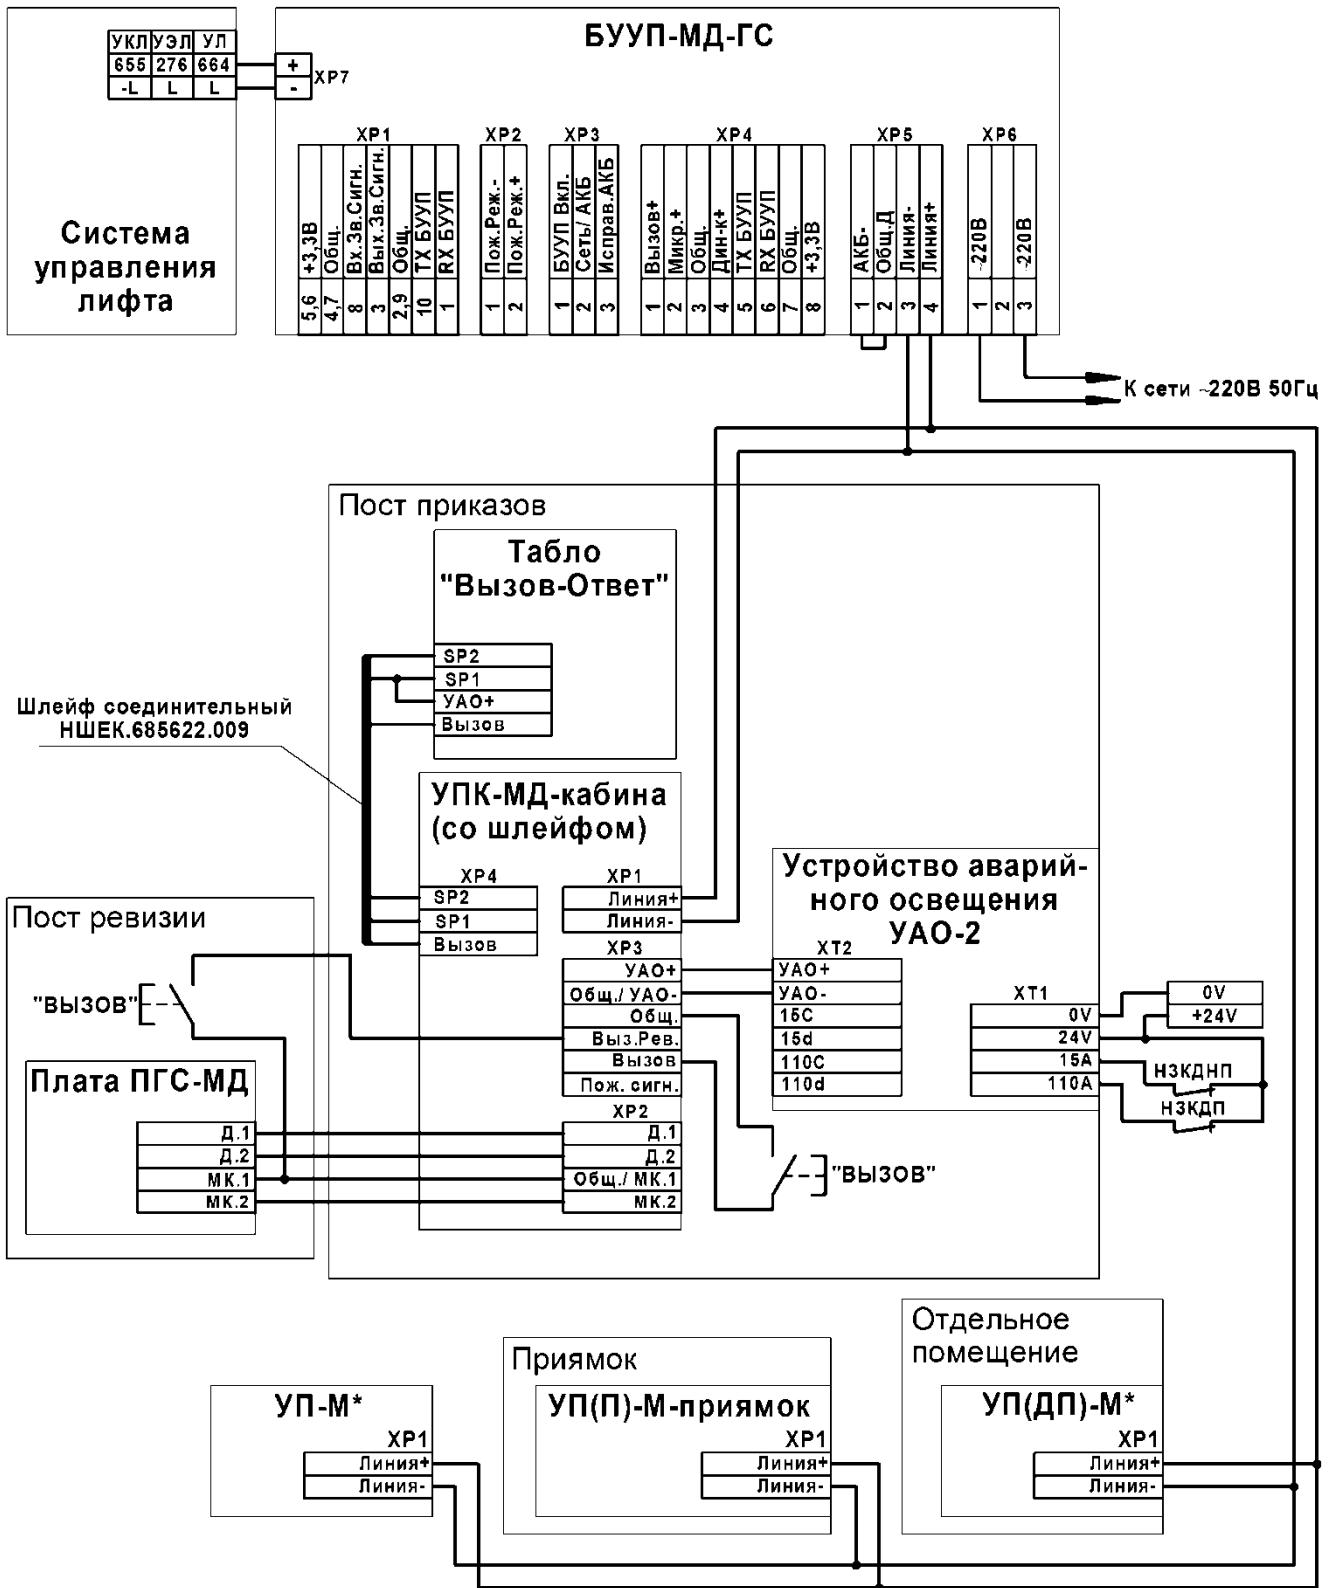 УКЛ УЭЛ УЛ
655 276 664
-L L L
+
-
XP7
БУУП-МД-ГС
Система
управления
лифта
XP1
5,6 +3,3В
4,7 Общ.
8 Вх.Зв.Сигн.
3 Вых.Зв.Сигн.
2,9 Общ.
10 TX БУУП
1 RX БУУП
XP2
1 Пож.Реж.-
2 Пож.Реж.+
XP3
1 БУУП Вкл.
2 Сеть/ АКБ
3 Исправ.АКБ
XP4
1 Вызов+
2 Микр.+
3 Общ.
4 Дин-к+
5 TX БУУП
6 RX БУУП
7 Общ.
8 +3,3В
XP5
1 АКБ-
2 Общ.Д
3 Линия-
4 Линия+
XP6
1 ~220В
2
3 ~220В
К сети ~220В 50Гц
Пост приказов
Табло
"Вызов-Ответ"
SP2
SP1
УАО+
Вызов
Шлейф соединительный
НШЕК.685622.009
УПК-МД-кабина
(со шлейфом)
XP4
SP2
SP1
Вызов
XP1
Линия+
Линия-
XP3
УАО+
Общ./ УАО-
Общ.
Выз.Рев.
Вызов
Пож. сигн.
XP2
Д.1
Д.2
Общ./ МК.1
МК.2
Устройство аварий-
ного освещения
УАО-2
XT2
УАО+
УАО-
15C
15d
110C
110d
XT1
0V
24V
15A
110A
0V
+24V
НЗКДНП
НЗКДП
"ВЫЗОВ"
Пост ревизии
"ВЫЗОВ"
Плата ПГС-МД
Д.1
Д.2
МК.1
МК.2
УП-М*
XP1
Линия+
Линия-
Приямок
УП(П)-М-приямок
XP1
Линия+
Линия-
Отдельное
помещение
УП(ДП)-М*
XP1
Линия+
Линия-